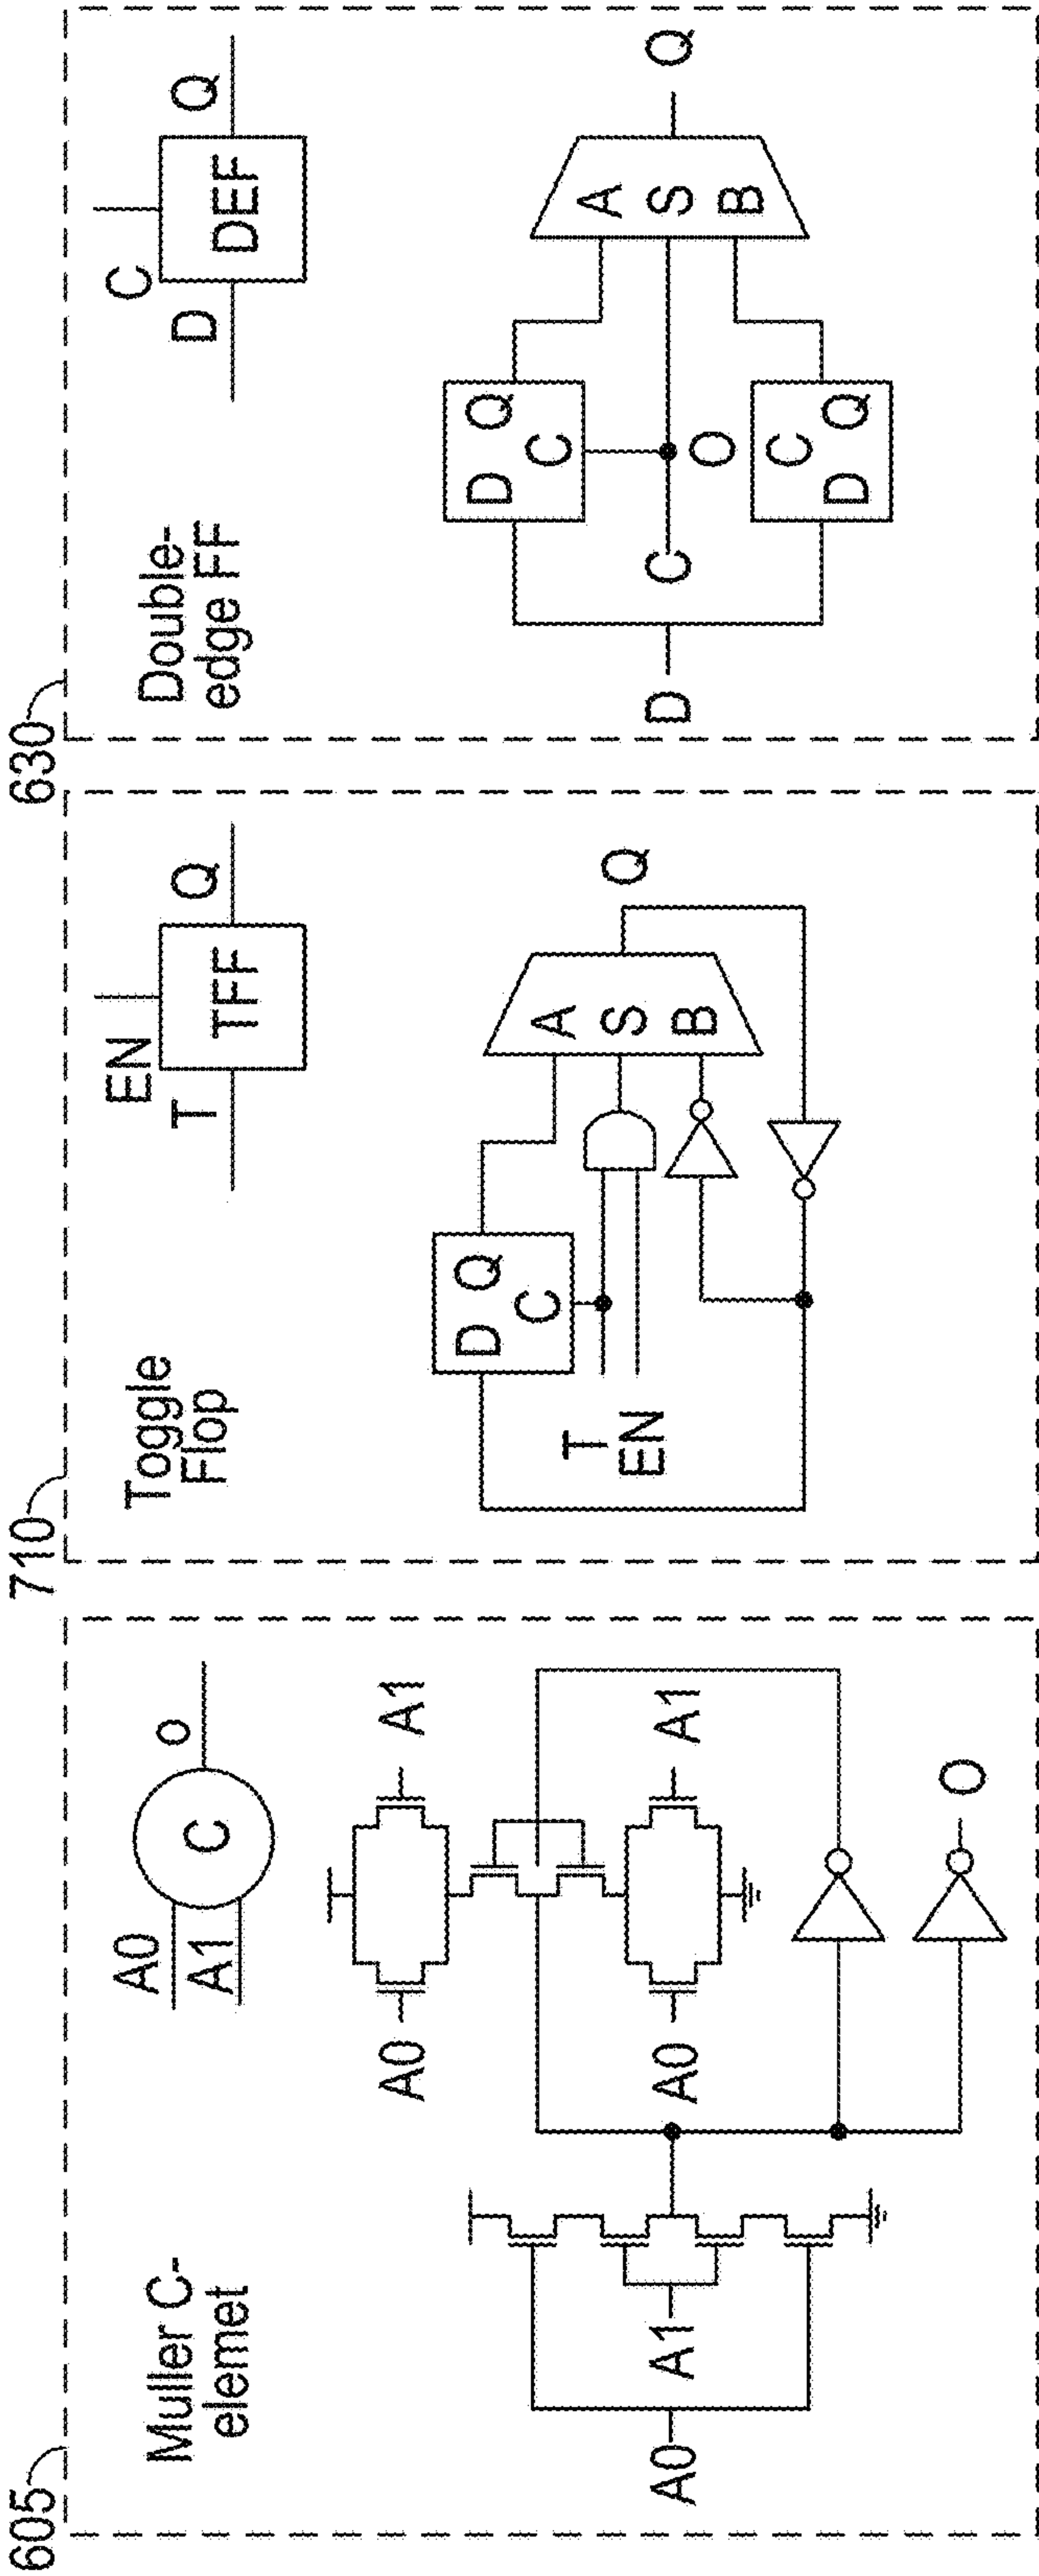 605
Muller C-
elemet
A0
A1
C
o
A0
A1
A0
A1
A0
A1
O
710
Toggle
Flop
EN
T
TFF
Q
D Q
C
T
EN
A
S
B
Q
630
Double-
edge FF
C
D
DEF
Q
D Q
C
D
C
O
C
D Q
A
S
B
Q